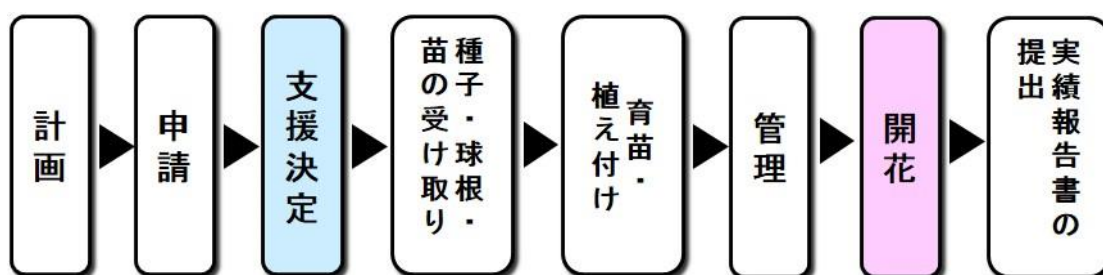 計画
申請
支援決定
種子・球根・
苗の受け取り
育苗・
植え付け
管理
開花
実績報告書の
提出